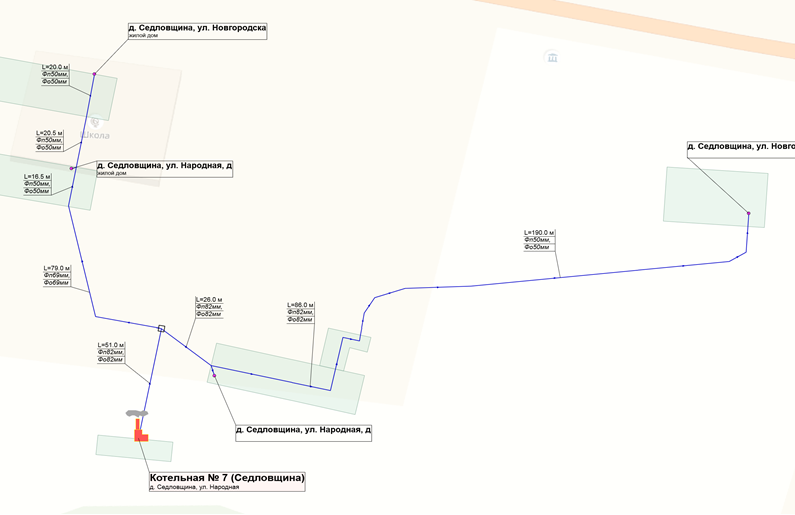 д. Седловщина, ул. Новгородска
жилой дом
L=20.0 м
Фп50мм,
Фо50мм
L=20.5 м
Фп50мм,
Фо50мм
Школа
д. Седловщина, ул. Народная, д
жилой дом
L=16.5 м
Фп50мм,
Фо50мм
д. Седловщина, ул. Новго
L=190.0 м
Фп50мм,
Фо50мм
L=79.0 м
Фп69мм,
Фо69мм
L=26.0 м
Фп82мм,
Фо82мм
L=86.0 м
Фп82мм,
Фо82мм
L=51.0 м
Фп82мм,
Фо82мм
д. Седловщина, ул. Народная, д
Котельная № 7 (Седловщина)
д. Седловщина, ул. Народная